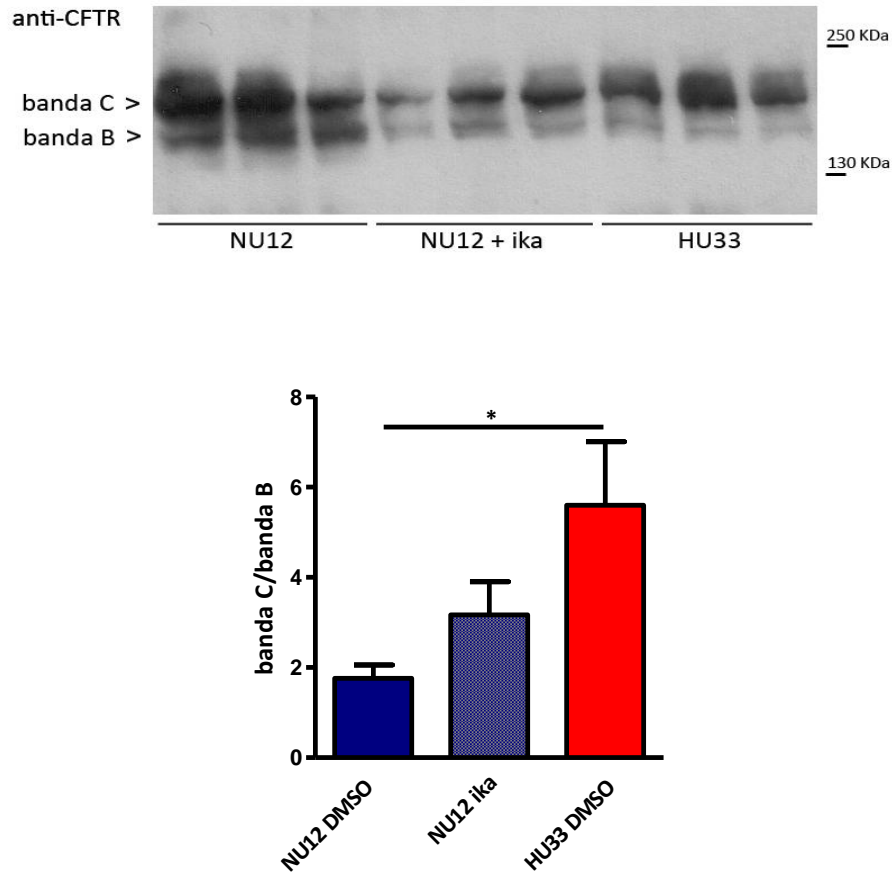 anti-CFTR
250 KDa
banda C >
banda B >
130 KDa
NU12
NU12 + ika
HU33
8
*
6
banda C/banda B
4
2
0
NU12 DMSO
NU12 ika
HU33 DMSO